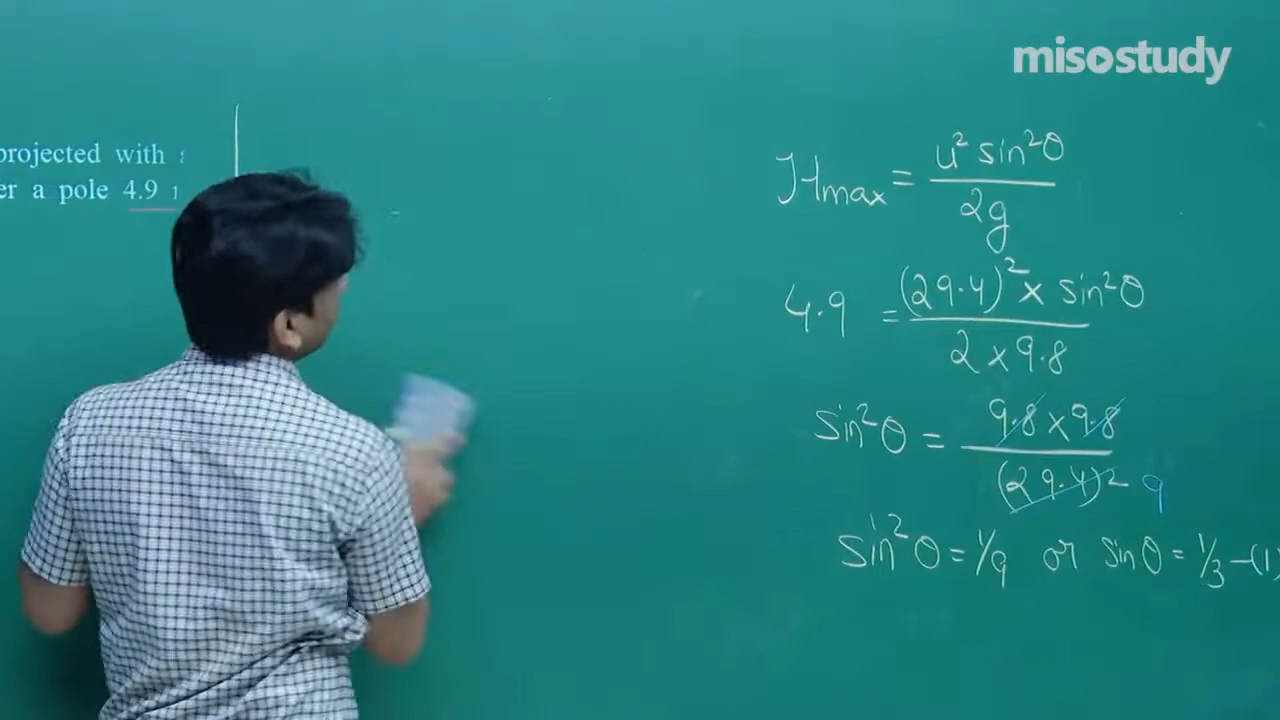 misostudy
projected with
er a pole 4.9
Hmax = u² sin²θ / 2g
4.9 = (29.4)² × sin²θ / 2 × 9.8
sin²θ = 9.8 × 9.8 / (29.4)² 9
sin²θ = 1/9 or sinθ = 1/3 – (1)